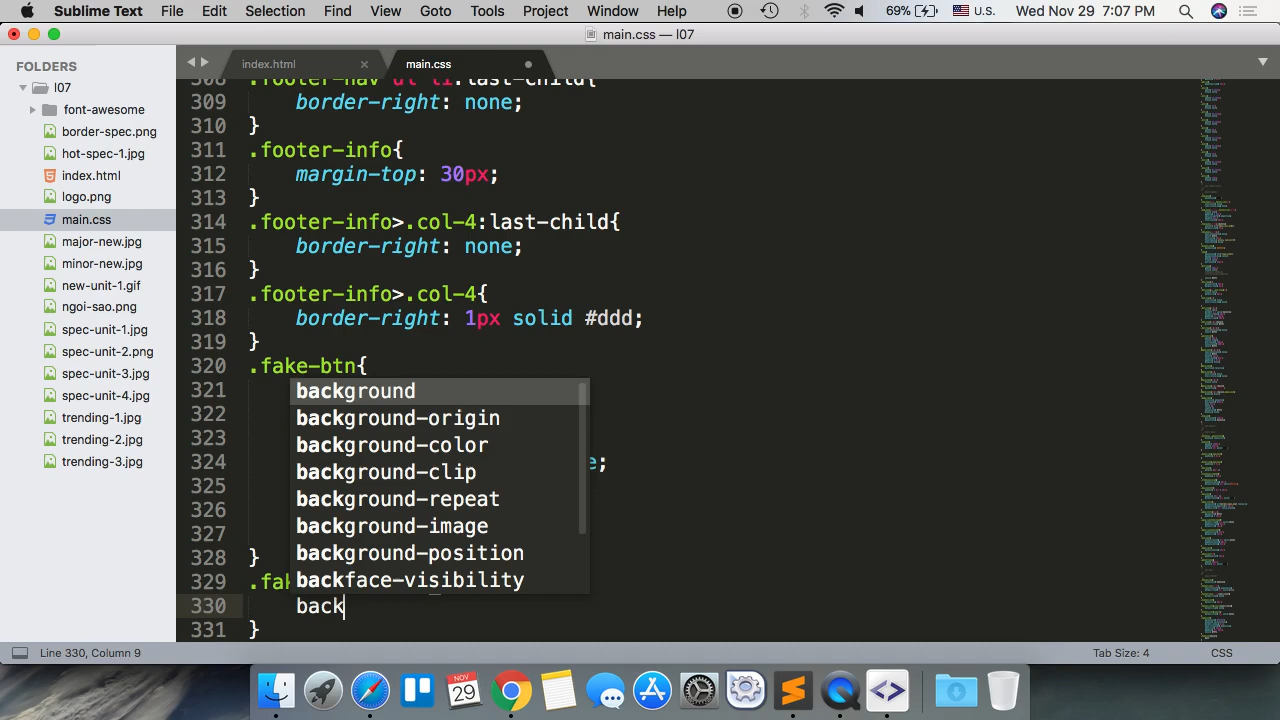 Sublime Text File Edit Selection Find View Goto Tools Project Window Help 69% U.S. Wed Nov 29 7:07 PM
main.css — l07
FOLDERS
l07
font-awesome
border-spec.png
hot-spec-1.jpg
index.html
logo.png
main.css
major-new.jpg
minor-new.jpg
new-unit-1.gif
ngoi-sao.png
spec-unit-1.jpg
spec-unit-2.png
spec-unit-3.jpg
spec-unit-4.jpg
trending-1.jpg
trending-2.jpg
trending-3.jpg
index.html main.css
308 .footer-nav ul li:last-child{
309 border-right: none;
310 }
311 .footer-info{
312 margin-top: 30px;
313 }
314 .footer-info>.col-4:last-child{
315 border-right: none;
316 }
317 .footer-info>.col-4{
318 border-right: 1px solid #ddd;
319 }
320 .fake-btn{
321
322
323
324 e;
325
326
327
328 }
329 .fak
330 back
331 }
background
background-origin
background-color
background-clip
background-repeat
background-image
background-position
backface-visibility
Line 330, Column 9 Tab Size: 4 CSS
NOV
29